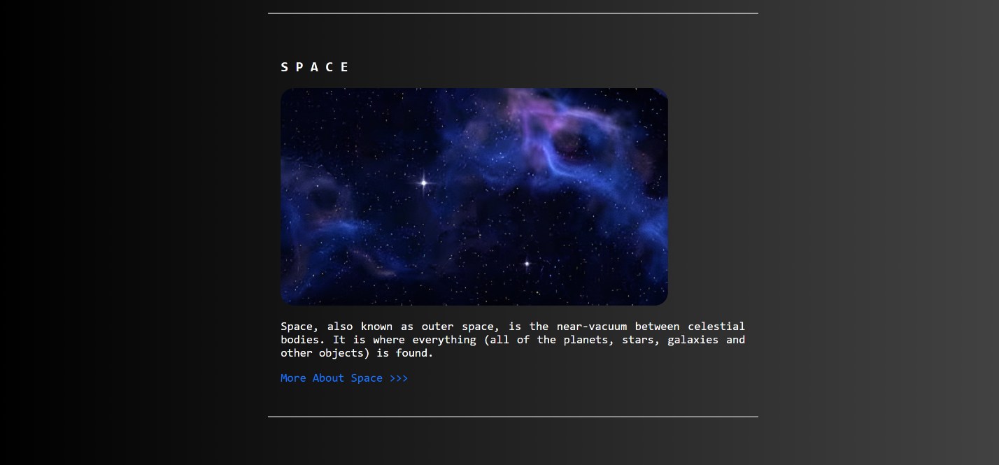 S P A C E
Space, also known as outer space, is the near-vacuum between celestial
bodies. It is where everything (all of the planets, stars, galaxies and
other objects) is found.
More About Space >>>